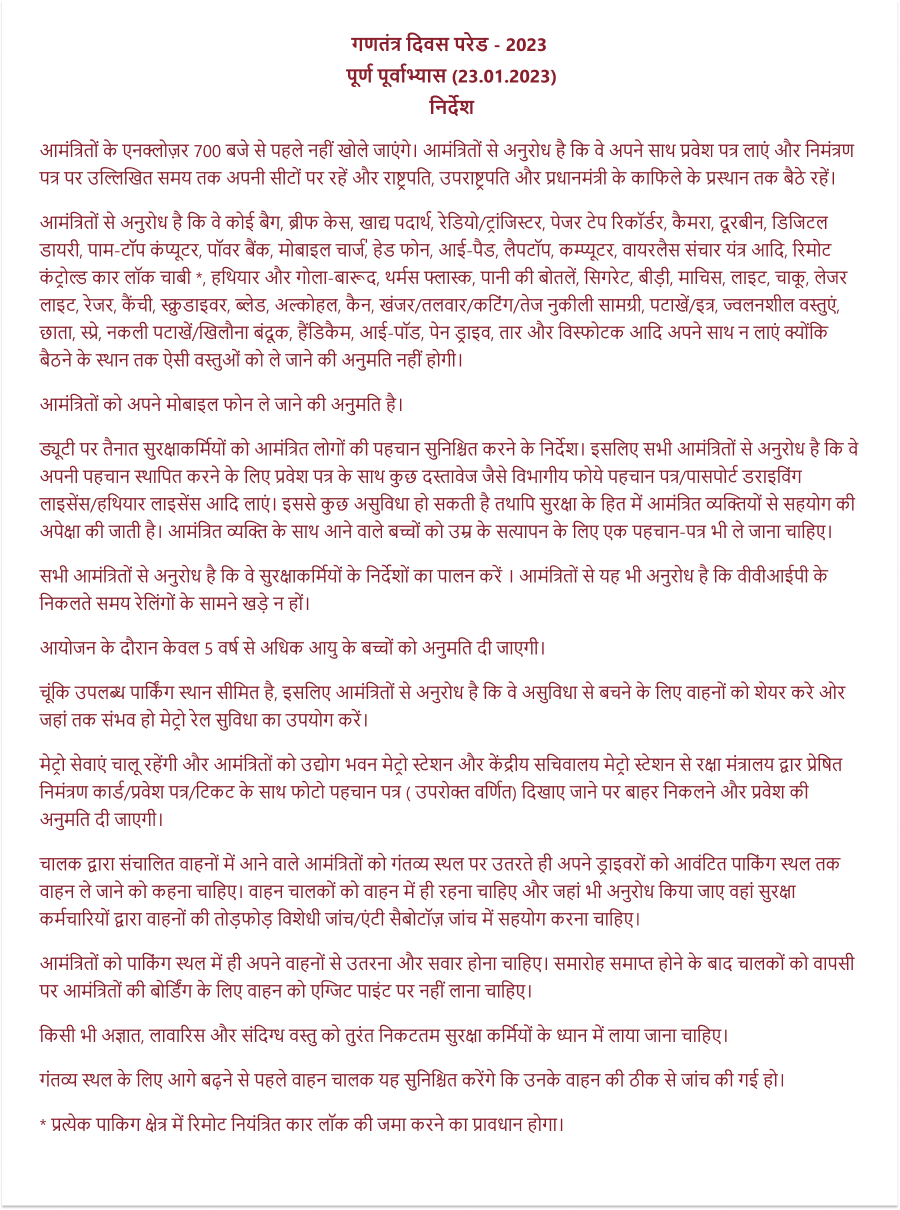 गणतंत्र दिवस परेड - 2023
पूर्ण पूर्वाभ्यास (23.01.2023)
निर्देश
आमंत्रितों के एनक्लोज़र 700 बजे से पहले नहीं खोले जाएंगे। आमंत्रितों से अनुरोध है कि वे अपने साथ प्रवेश पत्र लाएं और निमंत्रण
पत्र पर उल्लिखित समय तक अपनी सीटों पर रहें और राष्ट्रपति, उपराष्ट्रपति और प्रधानमंत्री के काफिले के प्रस्थान तक बैठे रहें।
आमंत्रितों से अनुरोध है कि वे कोई बैग, ब्रीफ केस, खाद्य पदार्थ, रेडियो/ट्रांजिस्टर, पेजर टेप रिकॉर्डर, कैमरा, दूरबीन, डिजिटल
डायरी, पाम-टॉप कंप्यूटर, पॉवर बैंक, मोबाइल चार्ज, हेड फोन, आई-पैड, लैपटॉप, कम्प्यूटर, वायरलैस संचार यंत्र आदि, रिमोट
कंट्रोल्ड कार लॉक चाबी *, हथियार और गोला-बारूद, थर्मस फ्लास्क, पानी की बोतलें, सिगरेट, बीड़ी, माचिस, लाइट, चाकू, लेजर
लाइट, रेजर, कैंची, स्क्रुडाइवर, ब्लेड, अल्कोहल, कैन, खंजर/तलवार/कटिंग/तेज नुकीली सामग्री, पटाखें/इत्र, ज्वलनशील वस्तुएं,
छाता, स्प्रे, नकली पटाखें/खिलौना बंदूक, हैंडिकैम, आई-पॉड, पेन ड्राइव, तार और विस्फोटक आदि अपने साथ न लाएं क्योंकि
बैठने के स्थान तक ऐसी वस्तुओं को ले जाने की अनुमति नहीं होगी।
आमंत्रितों को अपने मोबाइल फोन ले जाने की अनुमति है।
ड्यूटी पर तैनात सुरक्षाकर्मियों को आमंत्रित लोगों की पहचान सुनिश्चित करने के निर्देश। इसलिए सभी आमंत्रितों से अनुरोध है कि वे
अपनी पहचान स्थापित करने के लिए प्रवेश पत्र के साथ कुछ दस्तावेज जैसे विभागीय फोये पहचान पत्र/पासपोर्ट डराइविंग
लाइसेंस/हथियार लाइसेंस आदि लाएं। इससे कुछ असुविधा हो सकती है तथापि सुरक्षा के हित में आमंत्रित व्यक्तियों से सहयोग की
अपेक्षा की जाती है। आमंत्रित व्यक्ति के साथ आने वाले बच्चों को उम्र के सत्यापन के लिए एक पहचान-पत्र भी ले जाना चाहिए।
सभी आमंत्रितों से अनुरोध है कि वे सुरक्षाकर्मियों के निर्देशों का पालन करें । आमंत्रितों से यह भी अनुरोध है कि वीवीआईपी के
निकलते समय रेलिंगों के सामने खड़े न हों।
आयोजन के दौरान केवल 5 वर्ष से अधिक आयु के बच्चों को अनुमति दी जाएगी।
चूंकि उपलब्ध पार्किंग स्थान सीमित है, इसलिए आमंत्रितों से अनुरोध है कि वे असुविधा से बचने के लिए वाहनों को शेयर करे ओर
जहां तक संभव हो मेट्रो रेल सुविधा का उपयोग करें।
मेट्रो सेवाएं चालू रहेंगी और आमंत्रितों को उद्योग भवन मेट्रो स्टेशन और केंद्रीय सचिवालय मेट्रो स्टेशन से रक्षा मंत्रालय द्वार प्रेषित
निमंत्रण कार्ड/प्रवेश पत्र/टिकट के साथ फोटो पहचान पत्र ( उपरोक्त वर्णित) दिखाए जाने पर बाहर निकलने और प्रवेश की
अनुमति दी जाएगी।
चालक द्वारा संचालित वाहनों में आने वाले आमंत्रितों को गंतव्य स्थल पर उतरते ही अपने ड्राइवरों को आवंटित पाकिंग स्थल तक
वाहन ले जाने को कहना चाहिए। वाहन चालकों को वाहन में ही रहना चाहिए और जहां भी अनुरोध किया जाए वहां सुरक्षा
कर्मचारियों द्वारा वाहनों की तोड़फोड़ विशेधी जांच/एंटी सैबोटॉज़ जांच में सहयोग करना चाहिए।
आमंत्रितों को पाकिंग स्थल में ही अपने वाहनों से उतरना और सवार होना चाहिए। समारोह समाप्त होने के बाद चालकों को वापसी
पर आमंत्रितों की बोर्डिंग के लिए वाहन को एग्जिट पाइंट पर नहीं लाना चाहिए।
किसी भी अज्ञात, लावारिस और संदिग्ध वस्तु को तुरंत निकटतम सुरक्षा कर्मियों के ध्यान में लाया जाना चाहिए।
गंतव्य स्थल के लिए आगे बढ़ने से पहले वाहन चालक यह सुनिश्चित करेंगे कि उनके वाहन की ठीक से जांच की गई हो।
* प्रत्येक पाकिग क्षेत्र में रिमोट नियंत्रित कार लॉक की जमा करने का प्रावधान होगा।